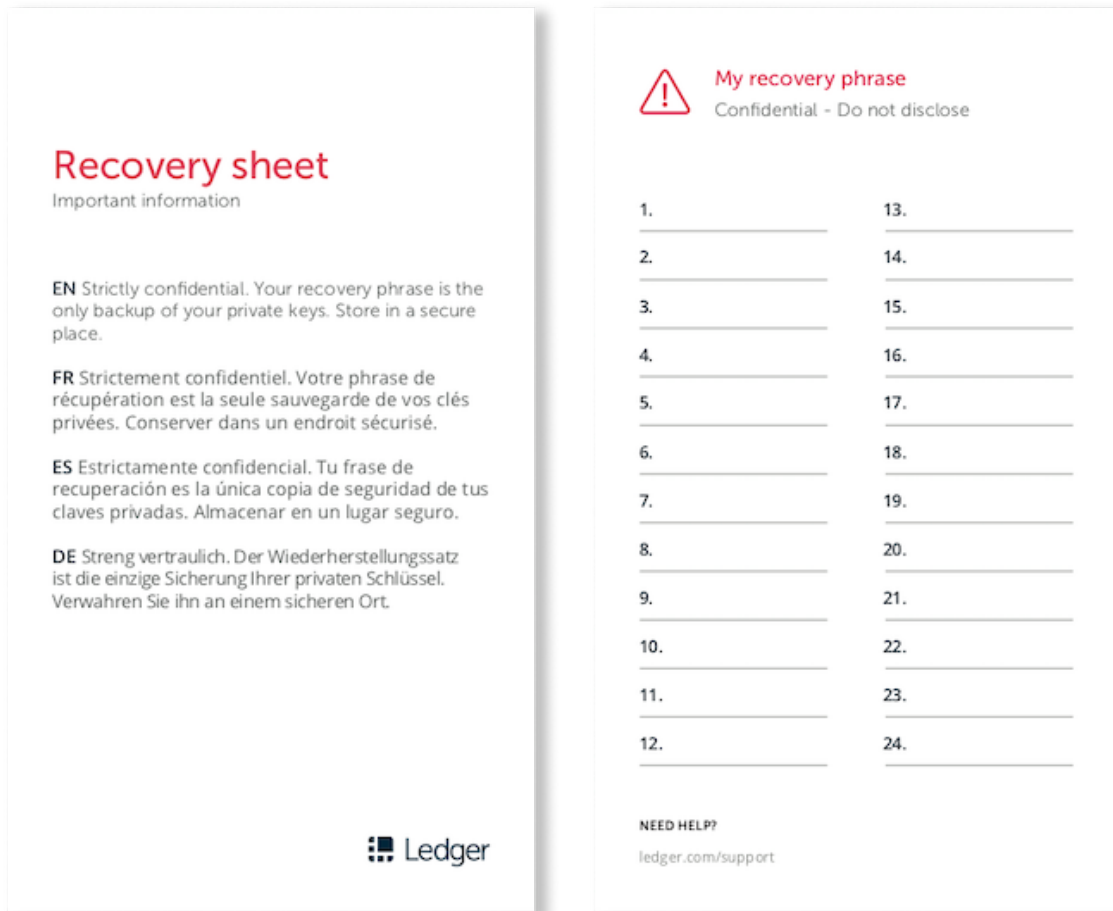 Recovery sheet
Important information
EN Strictly confidential. Your recovery phrase is the
only backup of your private keys. Store in a secure
place.
FR Strictement confidentiel. Votre phrase de
récupération est la seule sauvegarde de vos clés
privées. Conserver dans un endroit sécurisé.
ES Estrictamente confidencial. Tu frase de
recuperación es la única copia de seguridad de tus
claves privadas. Almacenar en un lugar seguro.
DE Streng vertraulich. Der Wiederherstellungssatz
ist die einzige Sicherung Ihrer privaten Schlüssel.
Verwahren Sie ihn an einem sicheren Ort.
Ledger
My recovery phrase
Confidential - Do not disclose
1.
2.
3.
4.
5.
6.
7.
8.
9.
10.
11.
12.
13.
14.
15.
16.
17.
18.
19.
20.
21.
22.
23.
24.
NEED HELP?
ledger.com/support